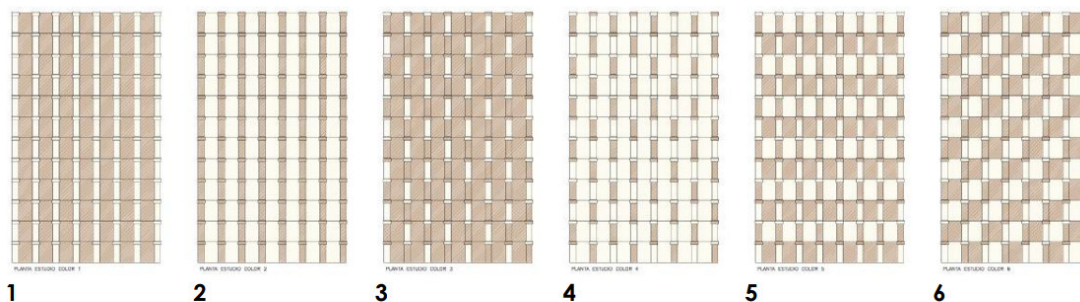 PLANTA ESTUDIO COLOR 1
PLANTA ESTUDIO COLOR 2
PLANTA ESTUDIO COLOR 3
PLANTA ESTUDIO COLOR 4
PLANTA ESTUDIO COLOR 5
PLANTA ESTUDIO COLOR 6
1
2
3
4
5
6